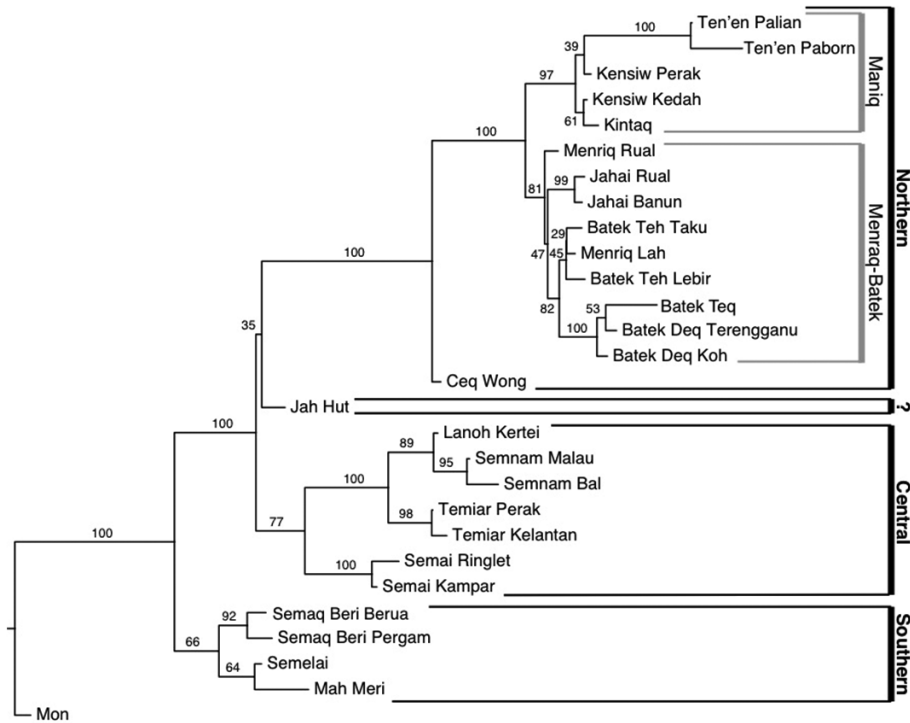 Ten'en Palian
100
Ten'en Paborn
39
Kensiw Perak
97
Kensiw Kedah
61
Kintaq
Maniq
100
Menriq Rual
81
99
Jahai Rual
Jahai Banun
Batek Teh Taku
29
47
45
Menriq Lah
Batek Teh Lebir
82
53
Batek Teq
100
Batek Deq Terengganu
Batek Deq Koh
Menraq-Batek
Northern
100
Ceq Wong
35
Jah Hut
?
100
Lanoh Kertei
89
95
Semnam Malau
Semnam Bal
100
Temiar Perak
98
Temiar Kelantan
77
Semai Ringlet
100
Semai Kampar
Central
100
Semaq Beri Berua
92
Semaq Beri Pergam
66
Semelai
64
Mah Meri
Southern
Mon